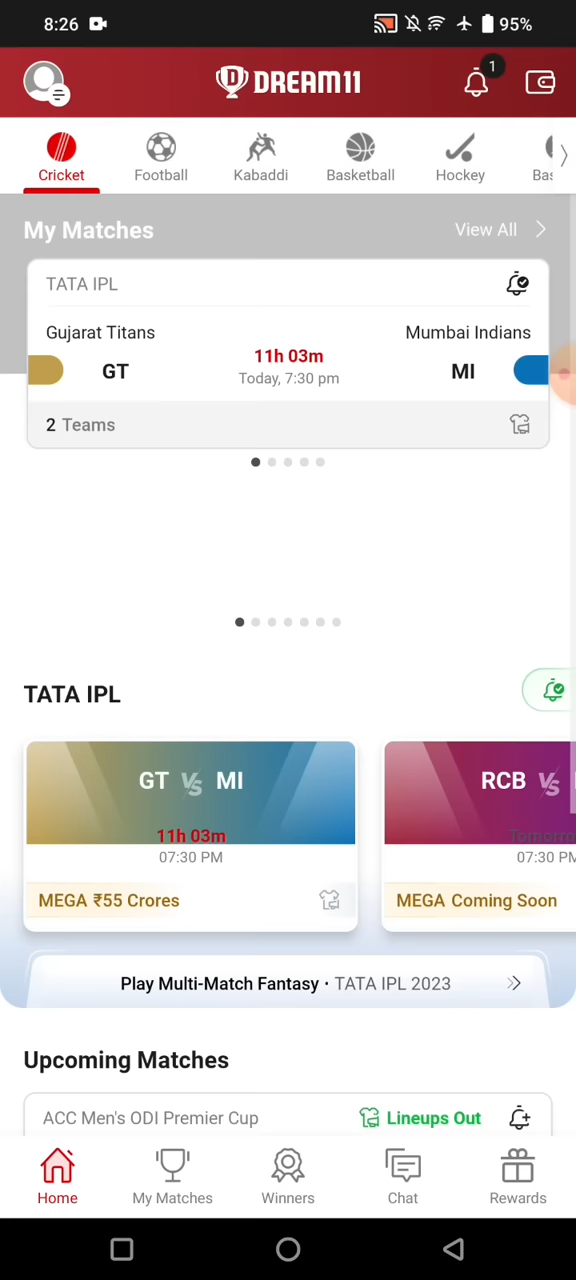 8:26 95%
DREAM11 1
Cricket Football Kabaddi Basketball Hockey Bas
My Matches View All
TATA IPL
Gujarat Titans Mumbai Indians
GT 11h 03m MI
Today, 7:30 pm
2 Teams
TATA IPL
GT VS MI RCB VS
11h 03m Tomorro
07:30 PM 07:30 PM
MEGA ₹55 Crores MEGA Coming Soon
Play Multi-Match Fantasy · TATA IPL 2023
Upcoming Matches
ACC Men's ODI Premier Cup Lineups Out
Home My Matches Winners Chat Rewards